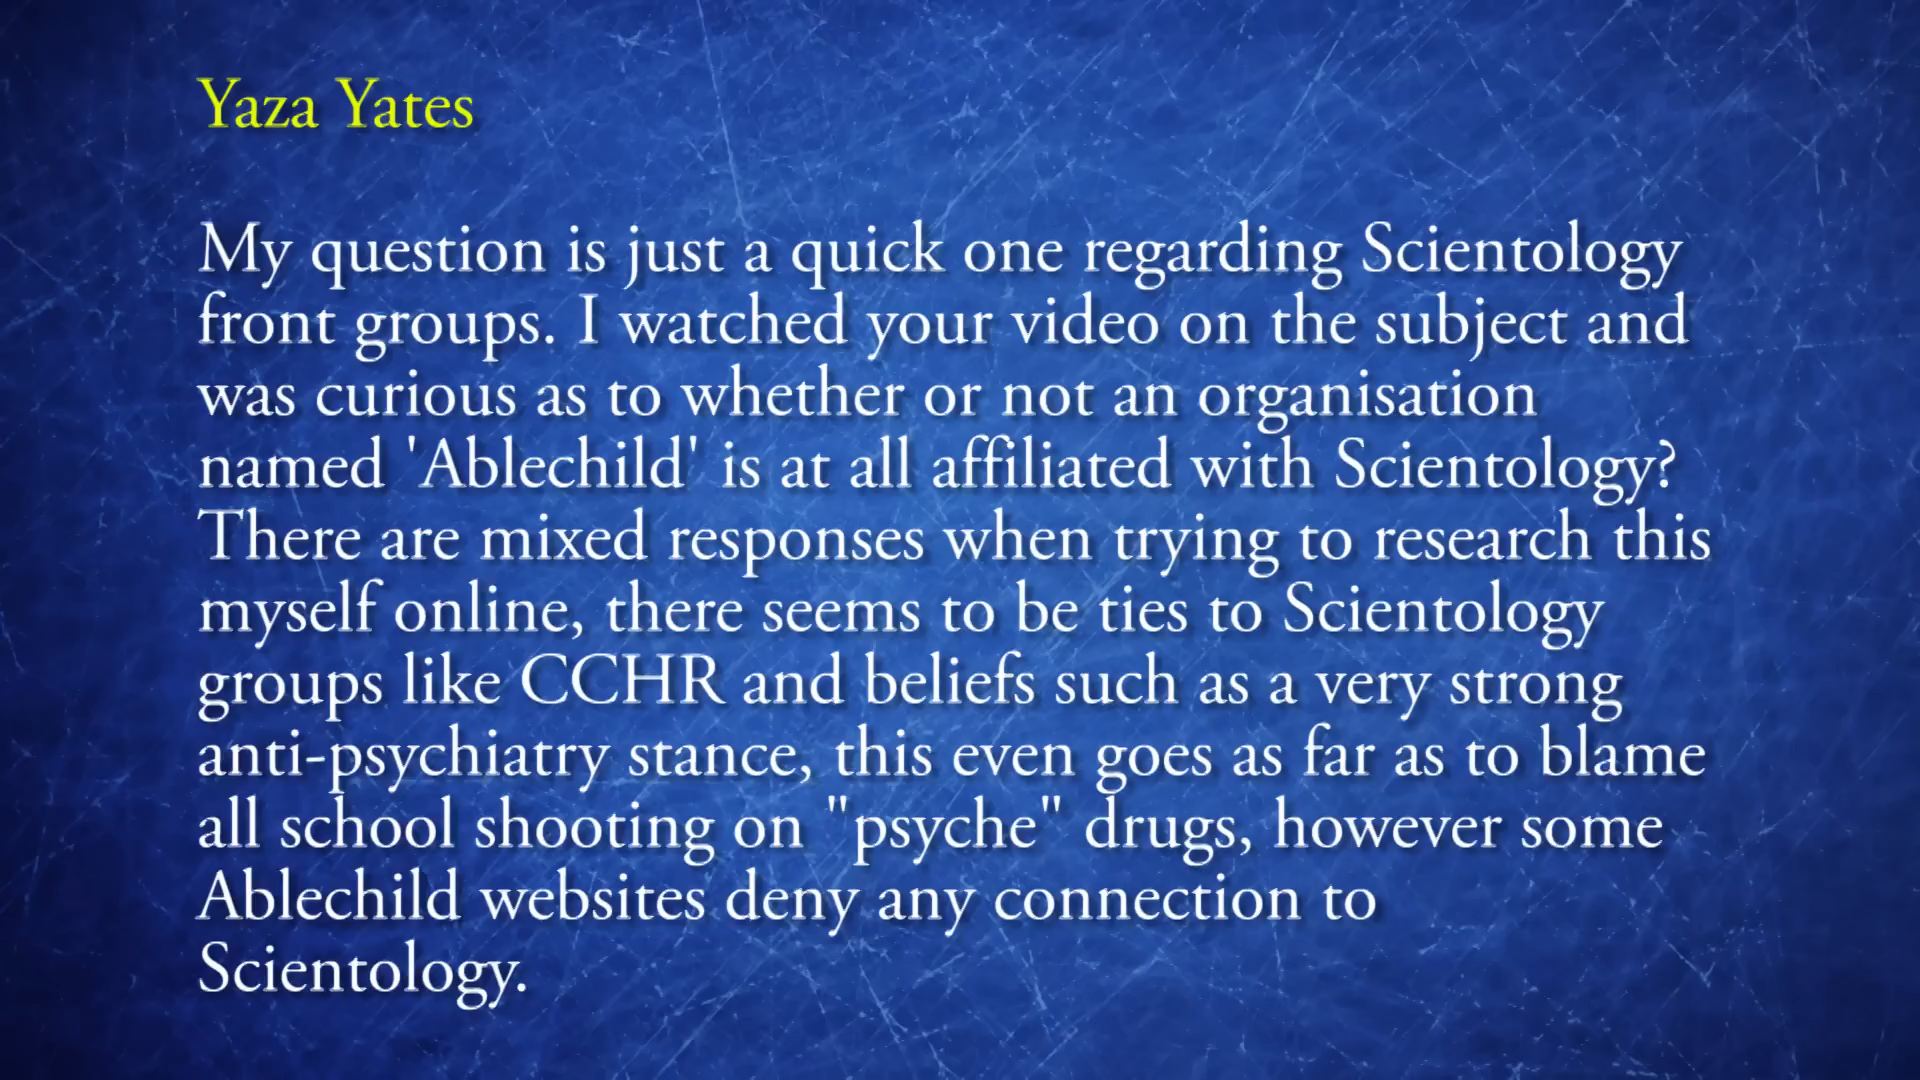 Yaza Yates
My question is just a quick one regarding Scientology
front groups. I watched your video on the subject and
was curious as to whether or not an organisation
named 'Ablechild' is at all affiliated with Scientology?
There are mixed responses when trying to research this
myself online, there seems to be ties to Scientology
groups like CCHR and beliefs such as a very strong
anti-psychiatry stance, this even goes as far as to blame
all school shooting on "psyche" drugs, however some
Ablechild websites deny any connection to
Scientology.